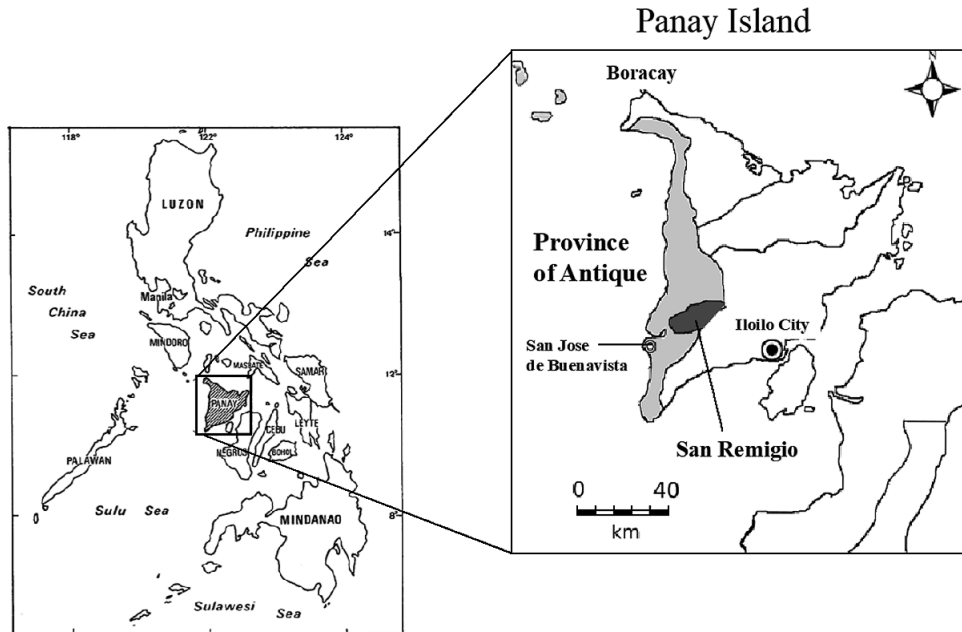 Panay Island
118°
122°
124°
LUZON
Philippine
Sea
14°
South
China
Sea
Manila
MINDORO
MASBATE
SAMAR
12°
PANAY
CEBU
LEYTE
NEGROS
BOHOL
PALAWAN
Sulu Sea
MINDANAO
8°
Sulawesi Sea
N
Boracay
Province
of Antique
San Jose
de Buenavista
Iloilo City
San Remigio
0 40
km